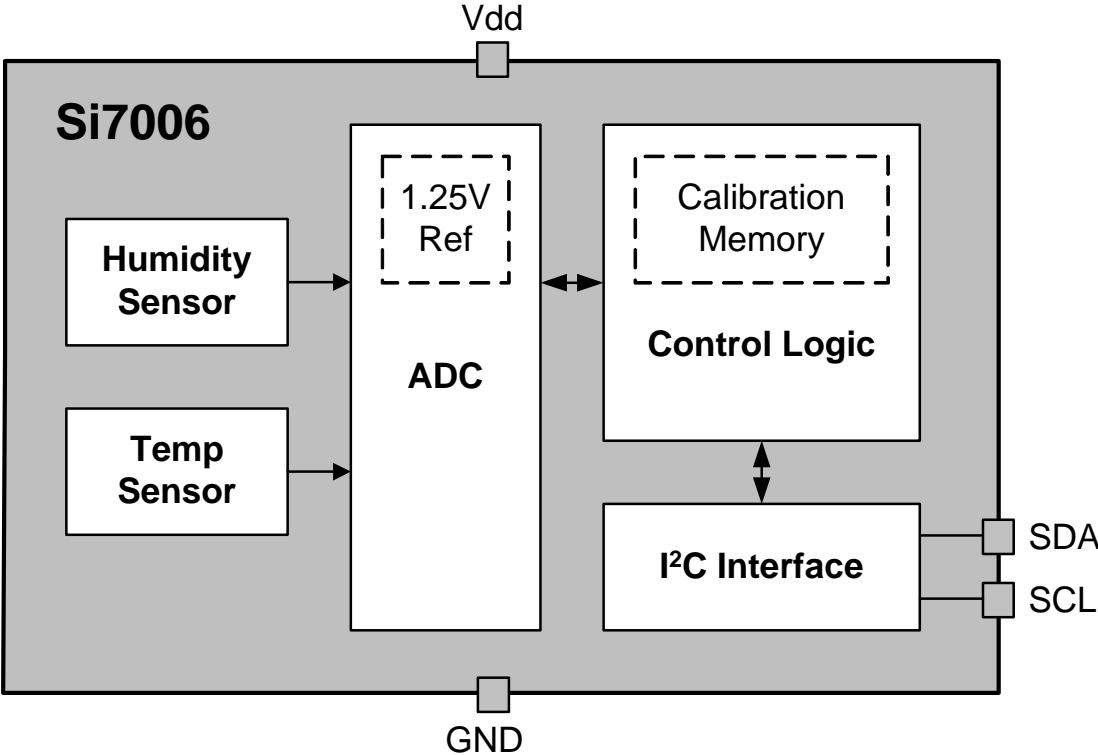 Vdd
Si7006
1.25V
Ref
Calibration
Memory
Humidity
Sensor
ADC
Control Logic
Temp
Sensor
I²C Interface
SDA
SCL
GND